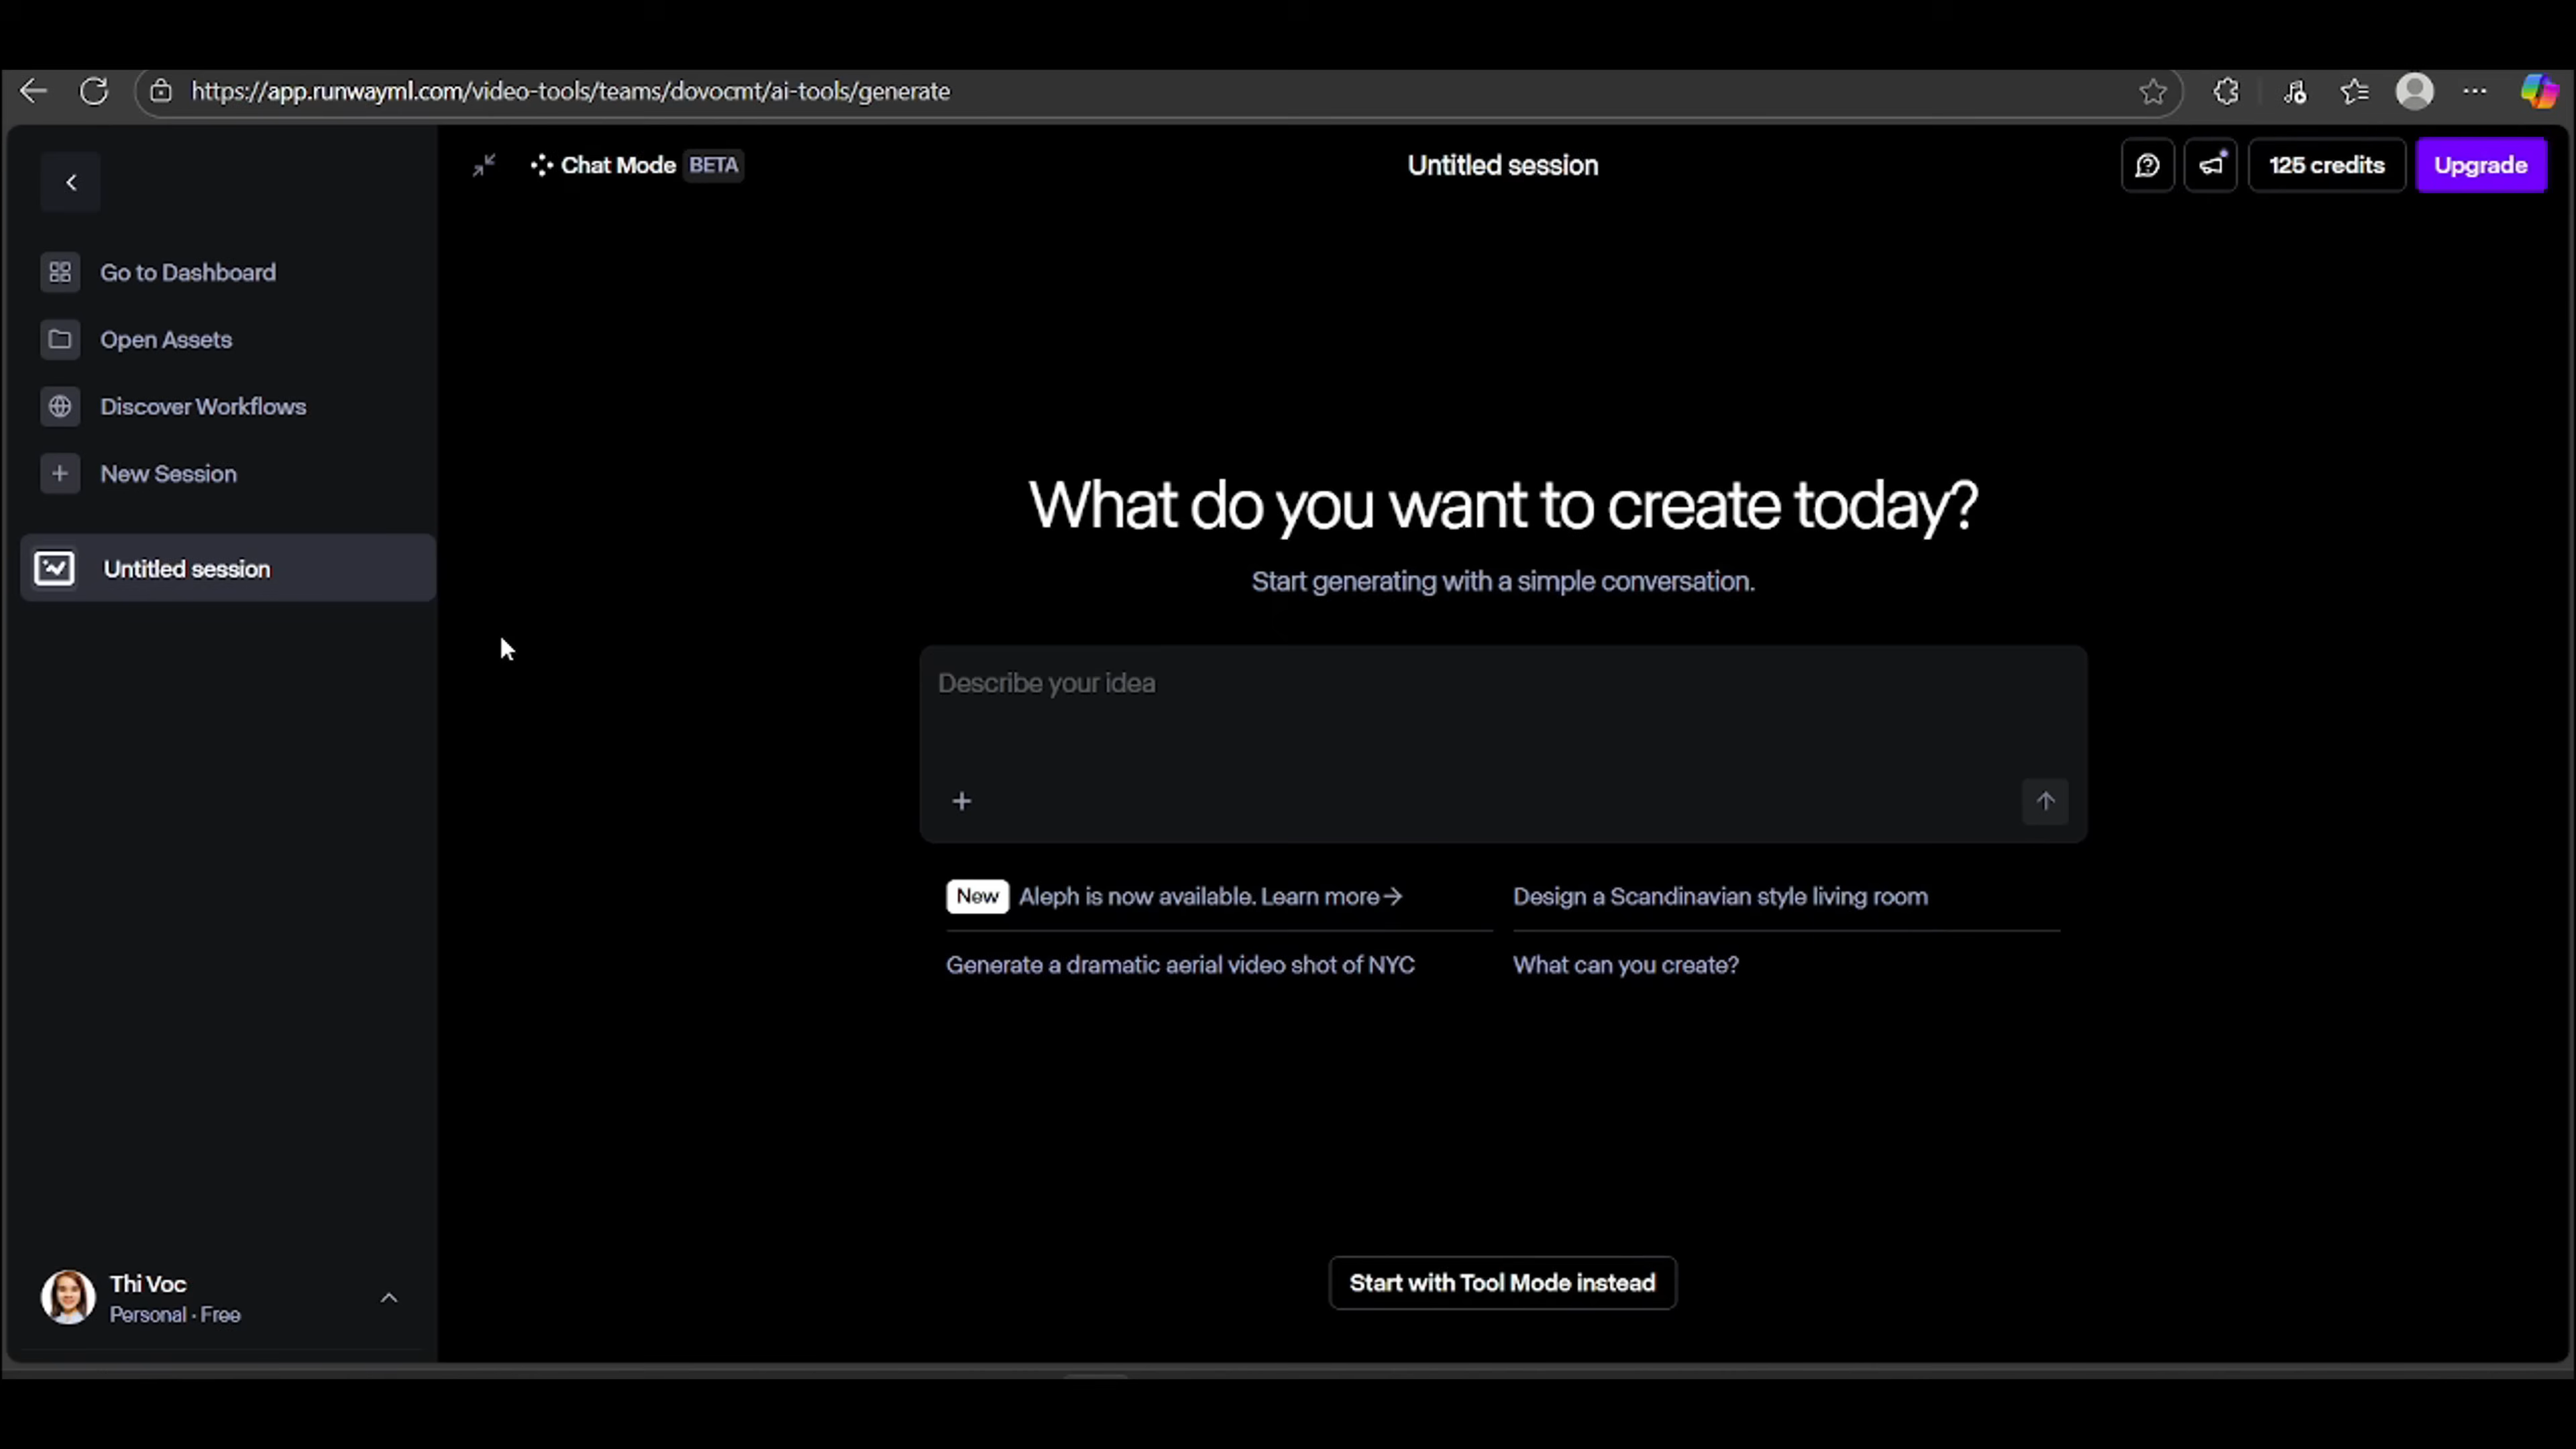 https://app.runwayml.com/video-tools/teams/dovocmt/ai-tools/generate
Chat Mode BETA
Untitled session
125 credits
Upgrade
Go to Dashboard
Open Assets
Discover Workflows
New Session
Untitled session
What do you want to create today?
Start generating with a simple conversation.
Describe your idea
New Aleph is now available. Learn more →
Design a Scandinavian style living room
Generate a dramatic aerial video shot of NYC
What can you create?
Start with Tool Mode instead
Thi Voc
Personal · Free